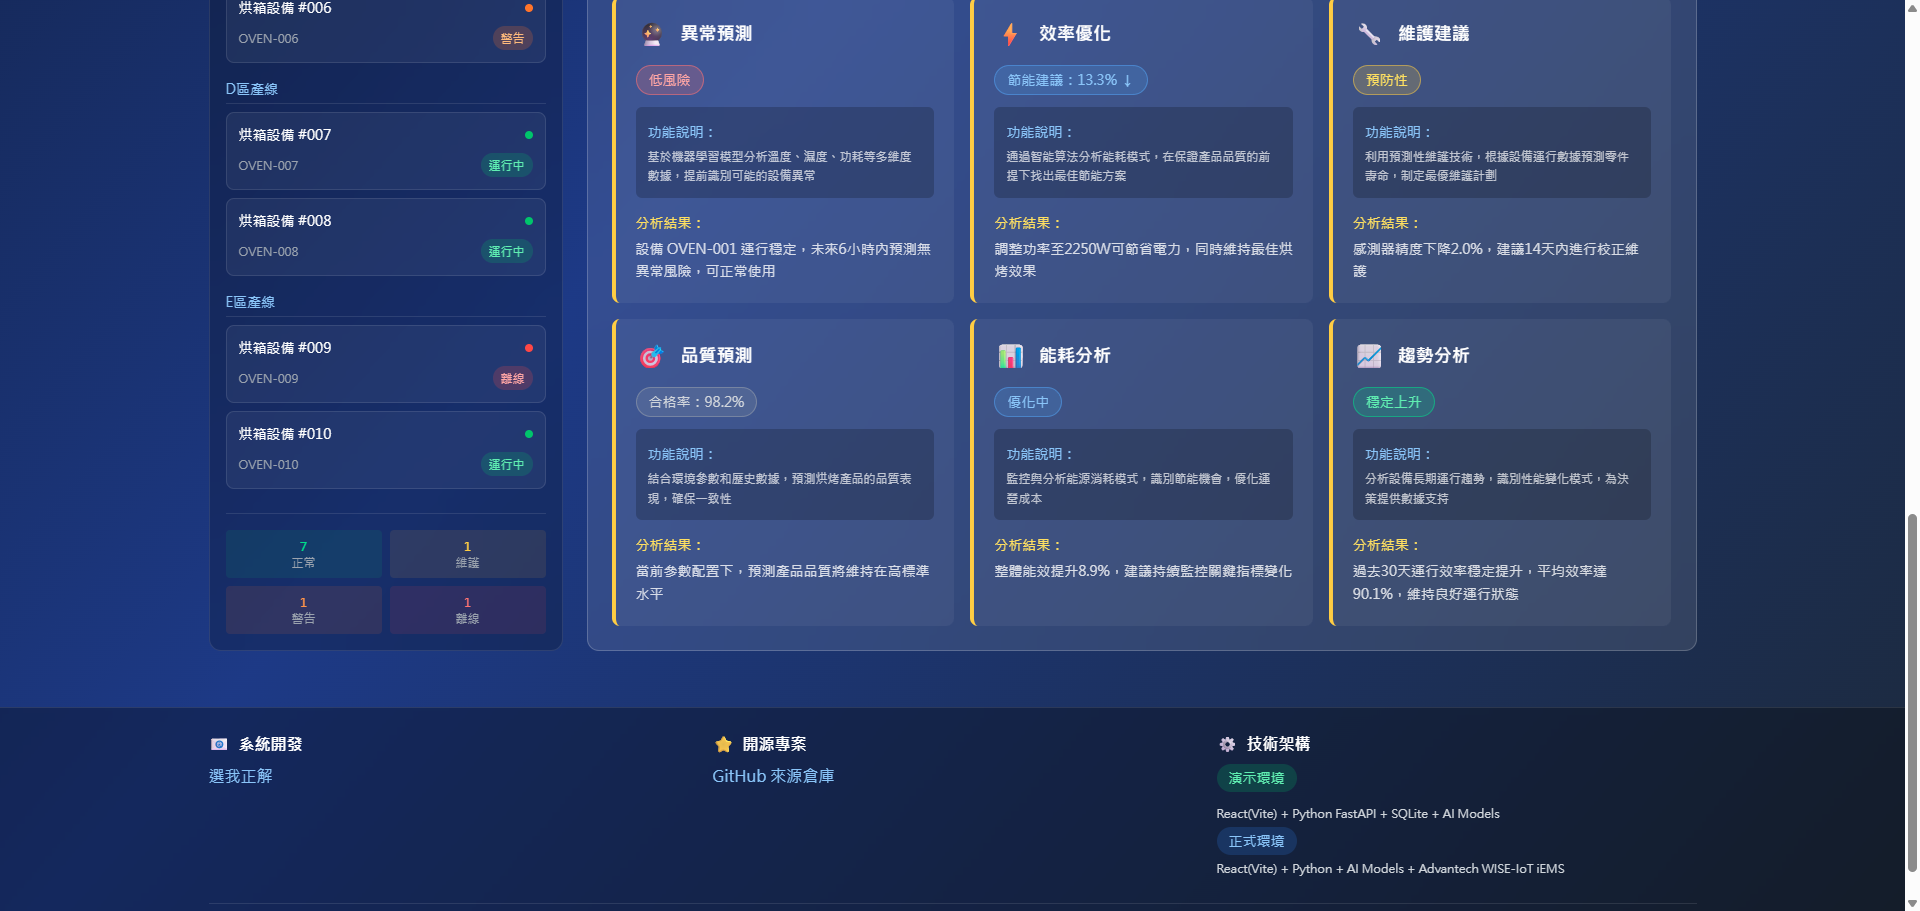 烘箱設備 #006
OVEN-006
警告
D區產線
烘箱設備 #007
OVEN-007
運行中
烘箱設備 #008
OVEN-008
運行中
E區產線
烘箱設備 #009
OVEN-009
離線
烘箱設備 #010
OVEN-010
運行中
7
正常
1
維護
1
警告
1
離線
異常預測
低風險
功能說明：
基於機器學習模型分析溫度、濕度、功耗等多維度
數據，提前識別可能的設備異常
分析結果：
設備 OVEN-001 運行穩定，未來6小時內預測無
異常風險，可正常使用
效率優化
節能建議：13.3% ↓
功能說明：
通過智能算法分析能耗模式，在保證產品品質的前
提下找出最佳節能方案
分析結果：
調整功率至2250W可節省電力，同時維持最佳烘
烤效果
維護建議
預防性
功能說明：
利用預測性維護技術，根據設備運行數據預測零件
壽命，制定最優維護計劃
分析結果：
感測器精度下降2.0%，建議14天內進行校正維
護
品質預測
合格率：98.2%
功能說明：
結合環境參數和歷史數據，預測烘烤產品的品質表
現，確保一致性
分析結果：
當前參數配置下，預測產品品質將維持在高標準
水平
能耗分析
優化中
功能說明：
監控與分析能源消耗模式，識別節能機會，優化運
營成本
分析結果：
整體能效提升8.9%，建議持續監控關鍵指標變化
趨勢分析
穩定上升
功能說明：
分析設備長期運行趨勢，識別性能變化模式，為決
策提供數據支持
分析結果：
過去30天運行效率穩定提升，平均效率達
90.1%，維持良好運行狀態
系統開發
選我正解
開源專案
GitHub 來源倉庫
技術架構
演示環境
React(Vite) + Python FastAPI + SQLite + AI Models
正式環境
React(Vite) + Python + AI Models + Advantech WISE-IoT iEMS